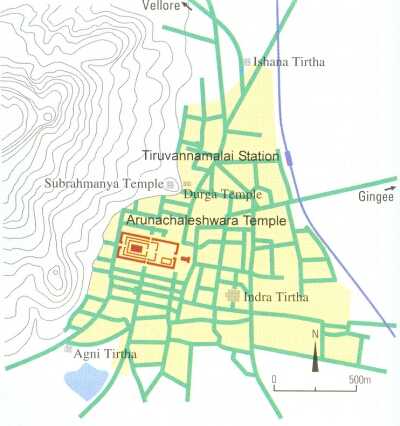 Vellore
Ishana Tirtha
Tiruvannamalai Station
Subrahmanya Temple
Durga Temple
Gingee
Arunachaleshwara Temple
Indra Tirtha
N
Agni Tirtha
0 500m